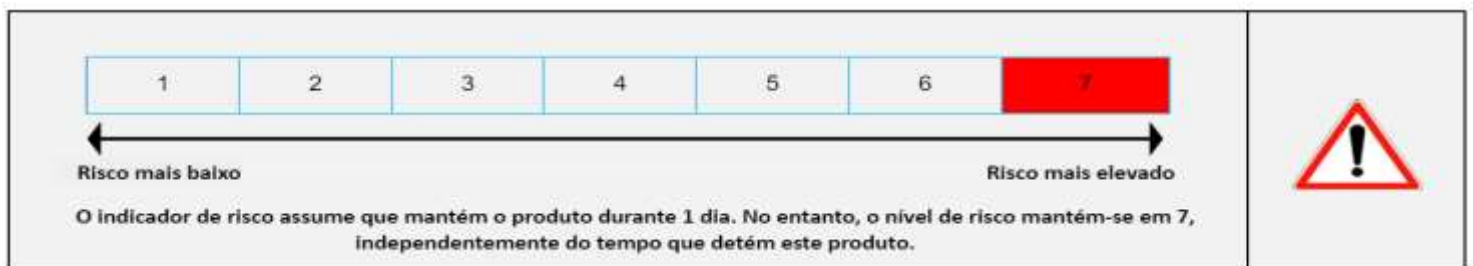 1 2 3 4 5 6 7
Risco mais baixo Risco mais elevado
O indicador de risco assume que mantém o produto durante 1 dia. No entanto, o nível de risco mantém-se em 7,
independentemente do tempo que detém este produto.